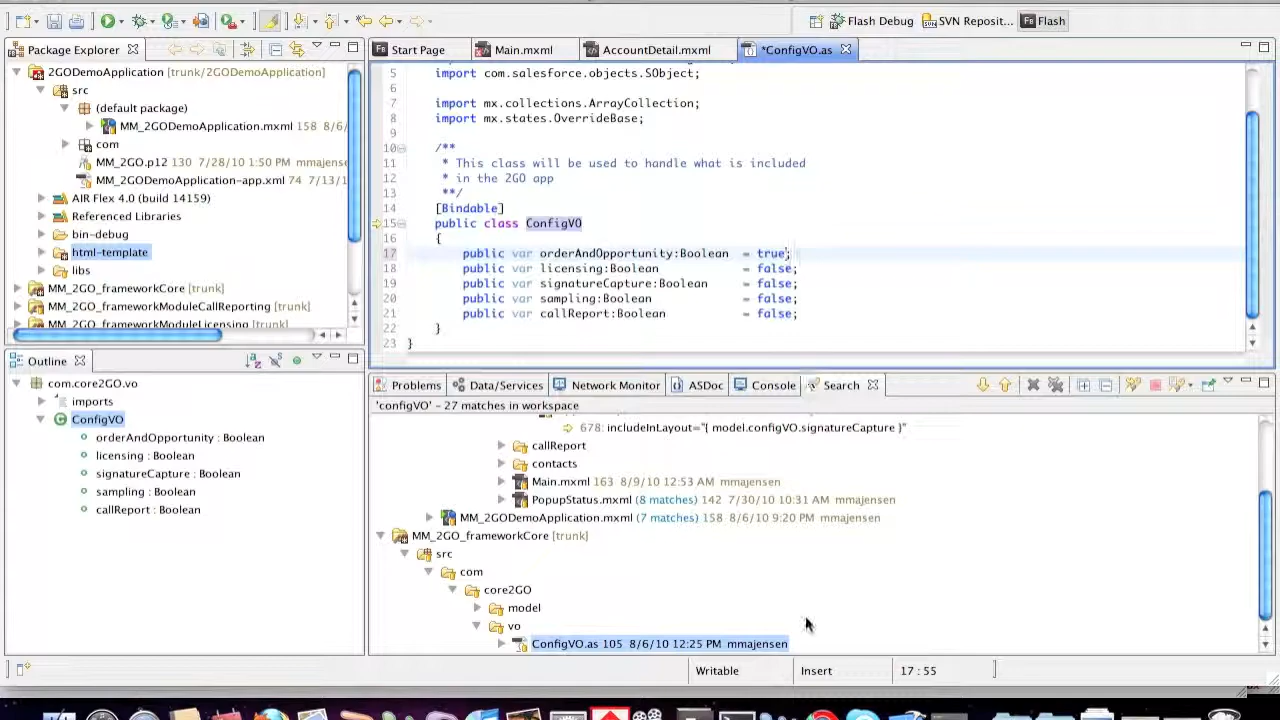 Flash Debug SVN Reposit... Fb Flash
Package Explorer
2GODemoApplication [trunk/2GODemoApplication]
src
(default package)
MM_2GODemoApplication.mxml 158 8/6/
com
MM_2GO.p12 130 7/28/10 1:50 PM mmajense
MM_2GODemoApplication-app.xml 74 7/13/1
AIR Flex 4.0 (build 14159)
Referenced Libraries
bin-debug
html-template
libs
MM_2GO_frameworkCore [trunk]
MM_2GO_frameworkModuleCallReporting [trunk]
MM_2GO_frameworkModuleLicensing [trunk]
Outline
com.core2GO.vo
imports
ConfigVO
orderAndOpportunity : Boolean
licensing : Boolean
signatureCapture : Boolean
sampling : Boolean
callReport : Boolean
Fb Start Page Main.mxml AccountDetail.mxml *ConfigVO.as
5 import com.salesforce.objects.SObject;
6
7 import mx.collections.ArrayCollection;
8 import mx.states.OverrideBase;
9
10 /**
11 * This class will be used to handle what is included
12 * in the 2GO app
13 **/
14 [Bindable]
15 public class ConfigVO
16 {
17 public var orderAndOpportunity:Boolean = true;
18 public var licensing:Boolean = false;
19 public var signatureCapture:Boolean = false;
20 public var sampling:Boolean = false;
21 public var callReport:Boolean = false;
22 }
23 }
Problems Data/Services Network Monitor ASDoc Console Search
'configVO' - 27 matches in workspace
678: includeInLayout="{ model.configVO.signatureCapture }"
callReport
contacts
Main.mxml 163 8/9/10 12:53 AM mmajensen
PopupStatus.mxml (8 matches) 142 7/30/10 10:31 AM mmajensen
MM_2GODemoApplication.mxml (7 matches) 158 8/6/10 9:20 PM mmajensen
MM_2GO_frameworkCore [trunk]
src
com
core2GO
model
vo
ConfigVO.as 105 8/6/10 12:25 PM mmajensen
Writable Insert 17:55